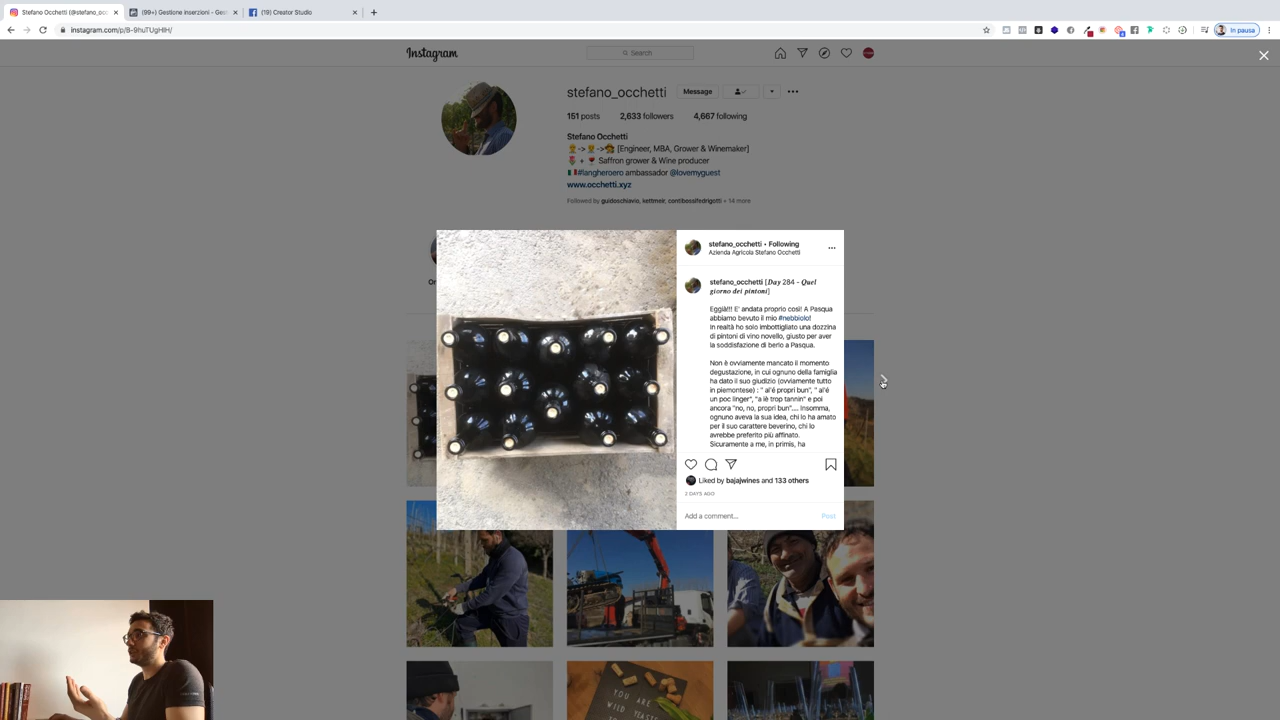 Stefano Occhetti (@stefano_oc
(99+) Gestione inserzioni - Ges
(19) Creator Studio
instagram.com/p/B-9huTUgHIH/
In pausa
Instagram
Search
stefano_occhetti
Message
151 posts
2,633 followers
4,667 following
Stefano Occhetti
-> -> [Engineer, MBA, Grower & Winemaker]
+ Saffron grower & Wine producer
#langheroero ambassador @lovemyguest
www.occhetti.xyz
Followed by guidoschiavio, kettmeir, contibossifedrigotti + 14 more
stefano_occhetti • Following
Azienda Agricola Stefano Occhetti
stefano_occhetti [Day 284 - Quel
giorno dei pintoni]
Eggià!!! E' andata proprio così! A Pasqua
abbiamo bevuto il mio #nebbiolo!
In realtà ho solo imbottigliato una dozzina
di pintoni di vino novello, giusto per aver
la soddisfazione di berlo a Pasqua.
Non è ovviamente mancato il momento
degustazione, in cui ognuno della famiglia
ha dato il suo giudizio (ovviamente tutto
in piemontese) : " al'é propri bun", " al'é
un poc linger", "a iè trop tannin" e poi
ancora "no, no, propri bun".... Insomma,
ognuno aveva la sua idea, chi lo ha amato
per il suo carattere beverino, chi lo
avrebbe preferito più affinato.
Sicuramente a me, in primis, ha
Liked by bajajwines and 133 others
2 DAYS AGO
Add a comment...
Post
YOU ARE
WILD YEASTS